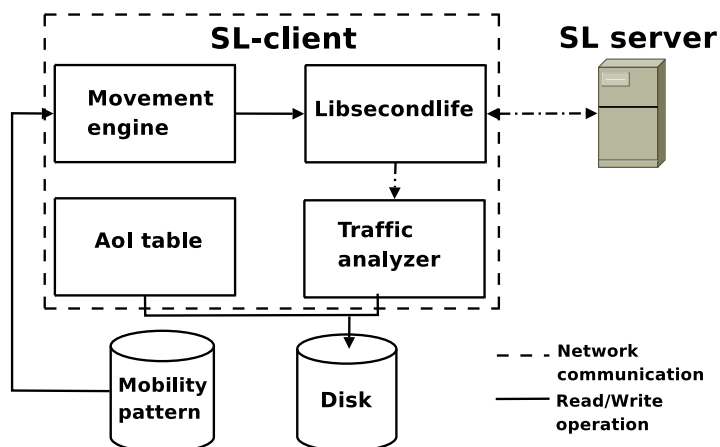 SL-client
SL server
Movement
engine
Libsecondlife
AoI table
Traffic
analyzer
Mobility
pattern
Disk
Network
communication
Read/Write
operation